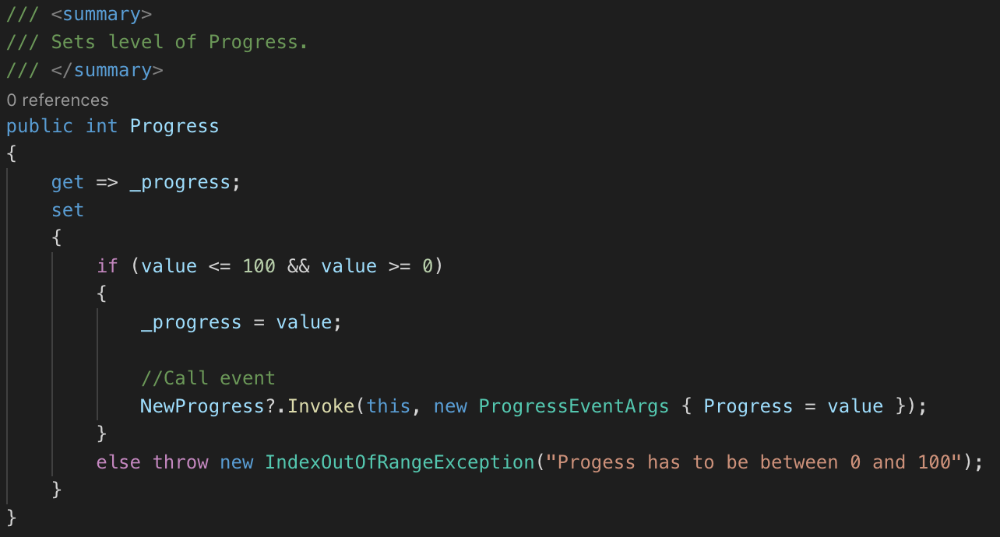 /// <summary>
/// Sets level of Progress.
/// </summary>
0 references
public int Progress
{
get => _progress;
set
{
if (value <= 100 && value >= 0)
{
_progress = value;
//Call event
NewProgress?.Invoke(this, new ProgressEventArgs { Progress = value });
}
else throw new IndexOutOfRangeException("Progess has to be between 0 and 100");
}
}